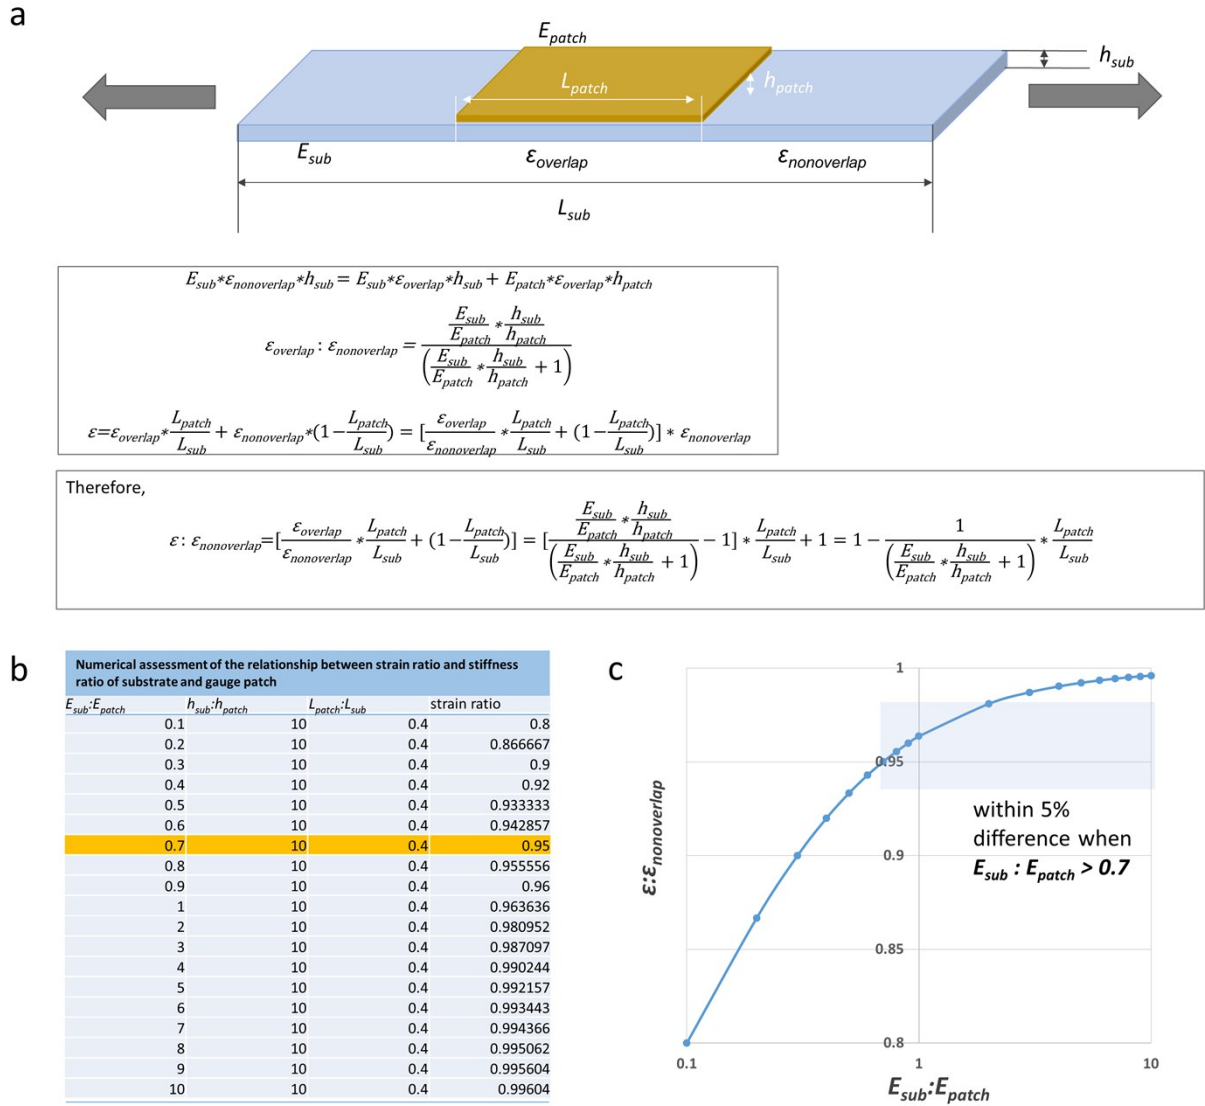 a
E_patch
L_patch
h_patch
h_sub
E_sub
ε_overlap
ε_nonoverlap
L_sub
E_sub*ε_nonoverlap*h_sub = E_sub*ε_overlap*h_sub + E_patch*ε_overlap*h_patch
ε_overlap : ε_nonoverlap = (E_sub/E_patch * h_sub/h_patch) / (E_sub/E_patch * h_sub/h_patch + 1)
ε=ε_overlap*L_patch/L_sub + ε_nonoverlap*(1−L_patch/L_sub) = [ε_overlap/ε_nonoverlap *L_patch/L_sub + (1−L_patch/L_sub)] * ε_nonoverlap
Therefore,
ε: ε_nonoverlap=[ε_overlap/ε_nonoverlap *L_patch/L_sub + (1−L_patch/L_sub)] = [(E_sub/E_patch * h_sub/h_patch) / (E_sub/E_patch * h_sub/h_patch + 1) − 1] * L_patch/L_sub + 1 = 1 − 1/(E_sub/E_patch * h_sub/h_patch + 1) * L_patch/L_sub
b
Numerical assessment of the relationship between strain ratio and stiffness
ratio of substrate and gauge patch
E_sub:E_patch h_sub:h_patch L_patch:L_sub strain ratio
0.1 10 0.4 0.8
0.2 10 0.4 0.866667
0.3 10 0.4 0.9
0.4 10 0.4 0.92
0.5 10 0.4 0.933333
0.6 10 0.4 0.942857
0.7 10 0.4 0.95
0.8 10 0.4 0.955556
0.9 10 0.4 0.96
1 10 0.4 0.963636
2 10 0.4 0.980952
3 10 0.4 0.987097
4 10 0.4 0.990244
5 10 0.4 0.992157
6 10 0.4 0.993443
7 10 0.4 0.994366
8 10 0.4 0.995062
9 10 0.4 0.995604
10 10 0.4 0.99604
c
ε:ε_nonoverlap
1
0.95
0.9
0.85
0.8
within 5%
difference when
E_sub : E_patch > 0.7
0.1 1 10
E_sub:E_patch